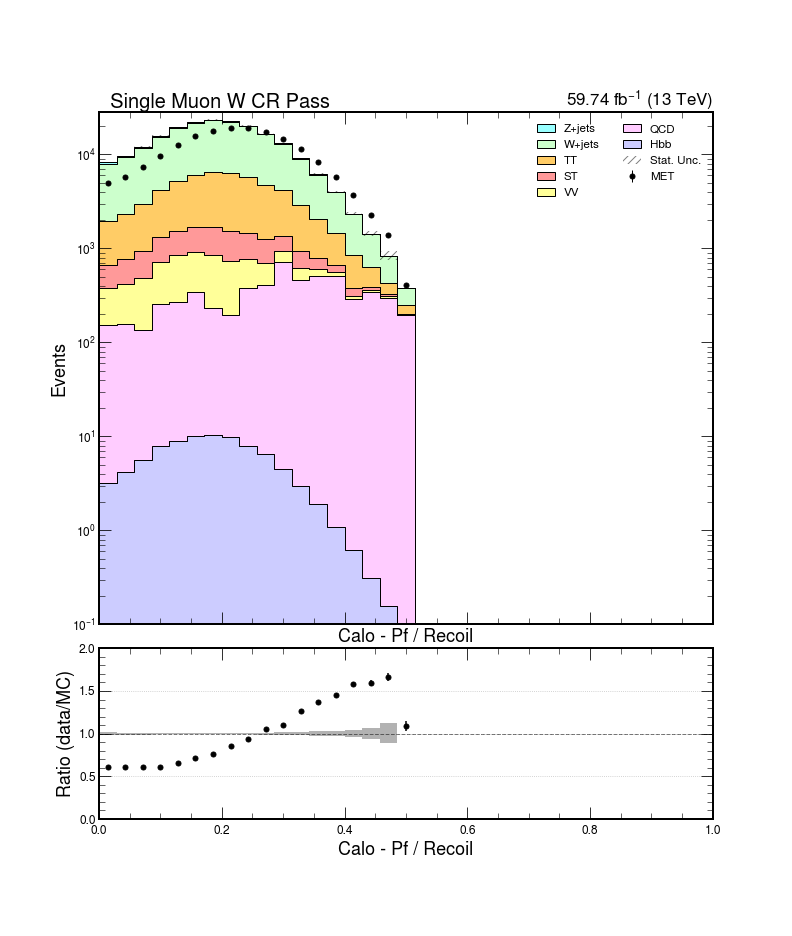 Single Muon W CR Pass
59.74 fb⁻¹ (13 TeV)
Z+jets
W+jets
TT
ST
VV
QCD
Hbb
Stat. Unc.
MET
10⁴
10³
10²
10¹
10⁰
10⁻¹
Events
Calo - Pf / Recoil
2.0
1.5
1.0
0.5
0.0
Ratio (data/MC)
0.0 0.2 0.4 0.6 0.8 1.0
Calo - Pf / Recoil